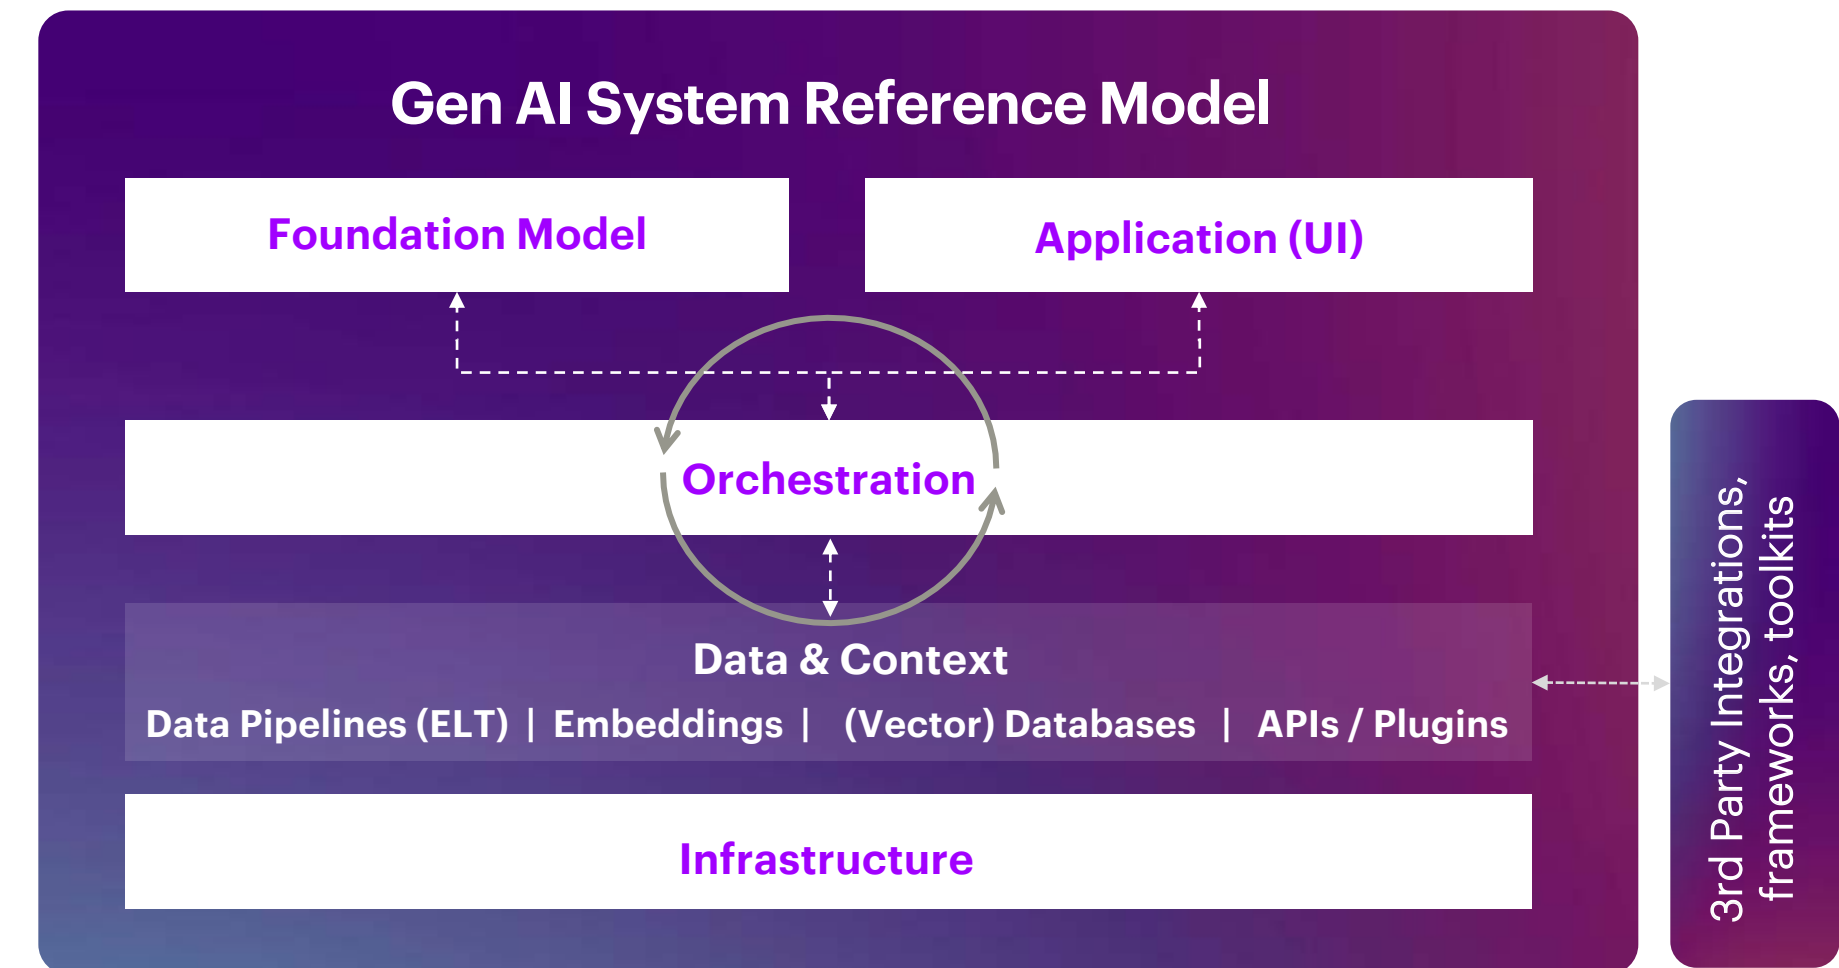 Gen AI System Reference Model
Foundation Model
Application (UI)
Orchestration
Data & Context
Data Pipelines (ELT) | Embeddings | (Vector) Databases | APIs / Plugins
Infrastructure
3rd Party Integrations,
frameworks, toolkits